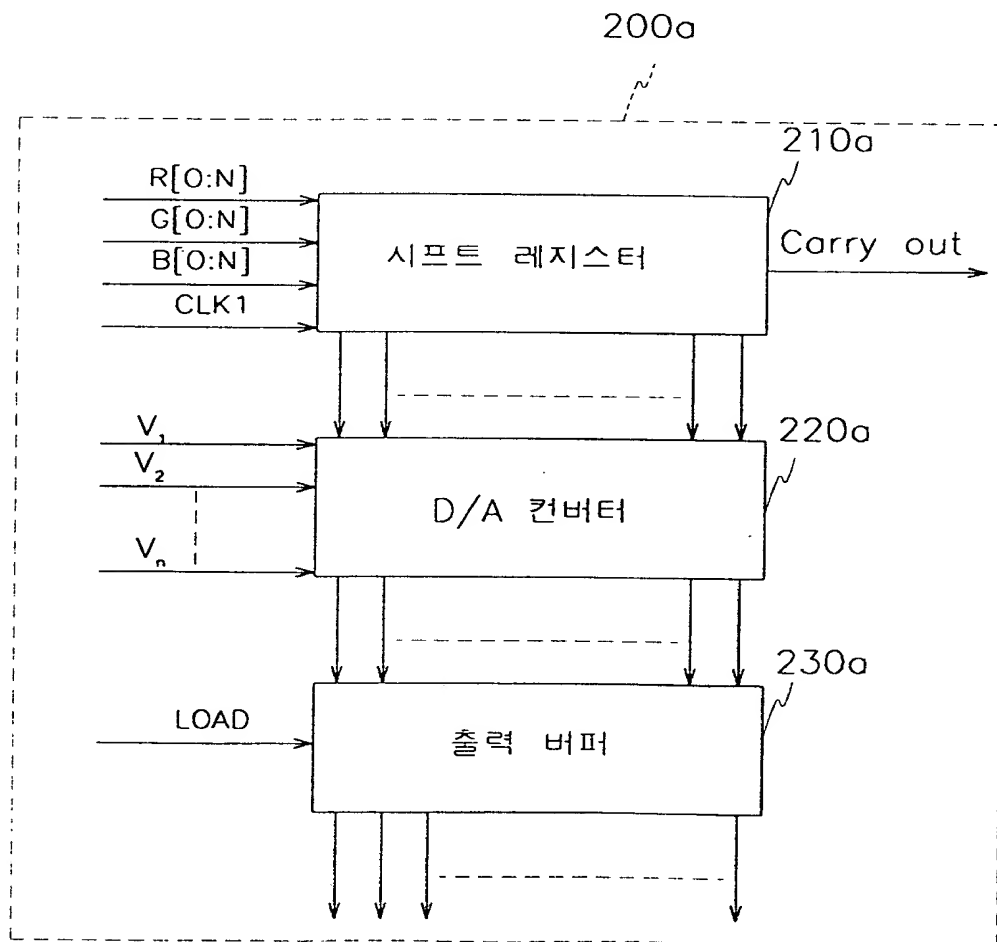 200a
210a
R[0:N]
G[0:N]
B[0:N]
CLK1
시프트 레지스터
Carry out
220a
V₁
V₂
Vₙ
D/A 컨버터
230a
LOAD
출력 버퍼